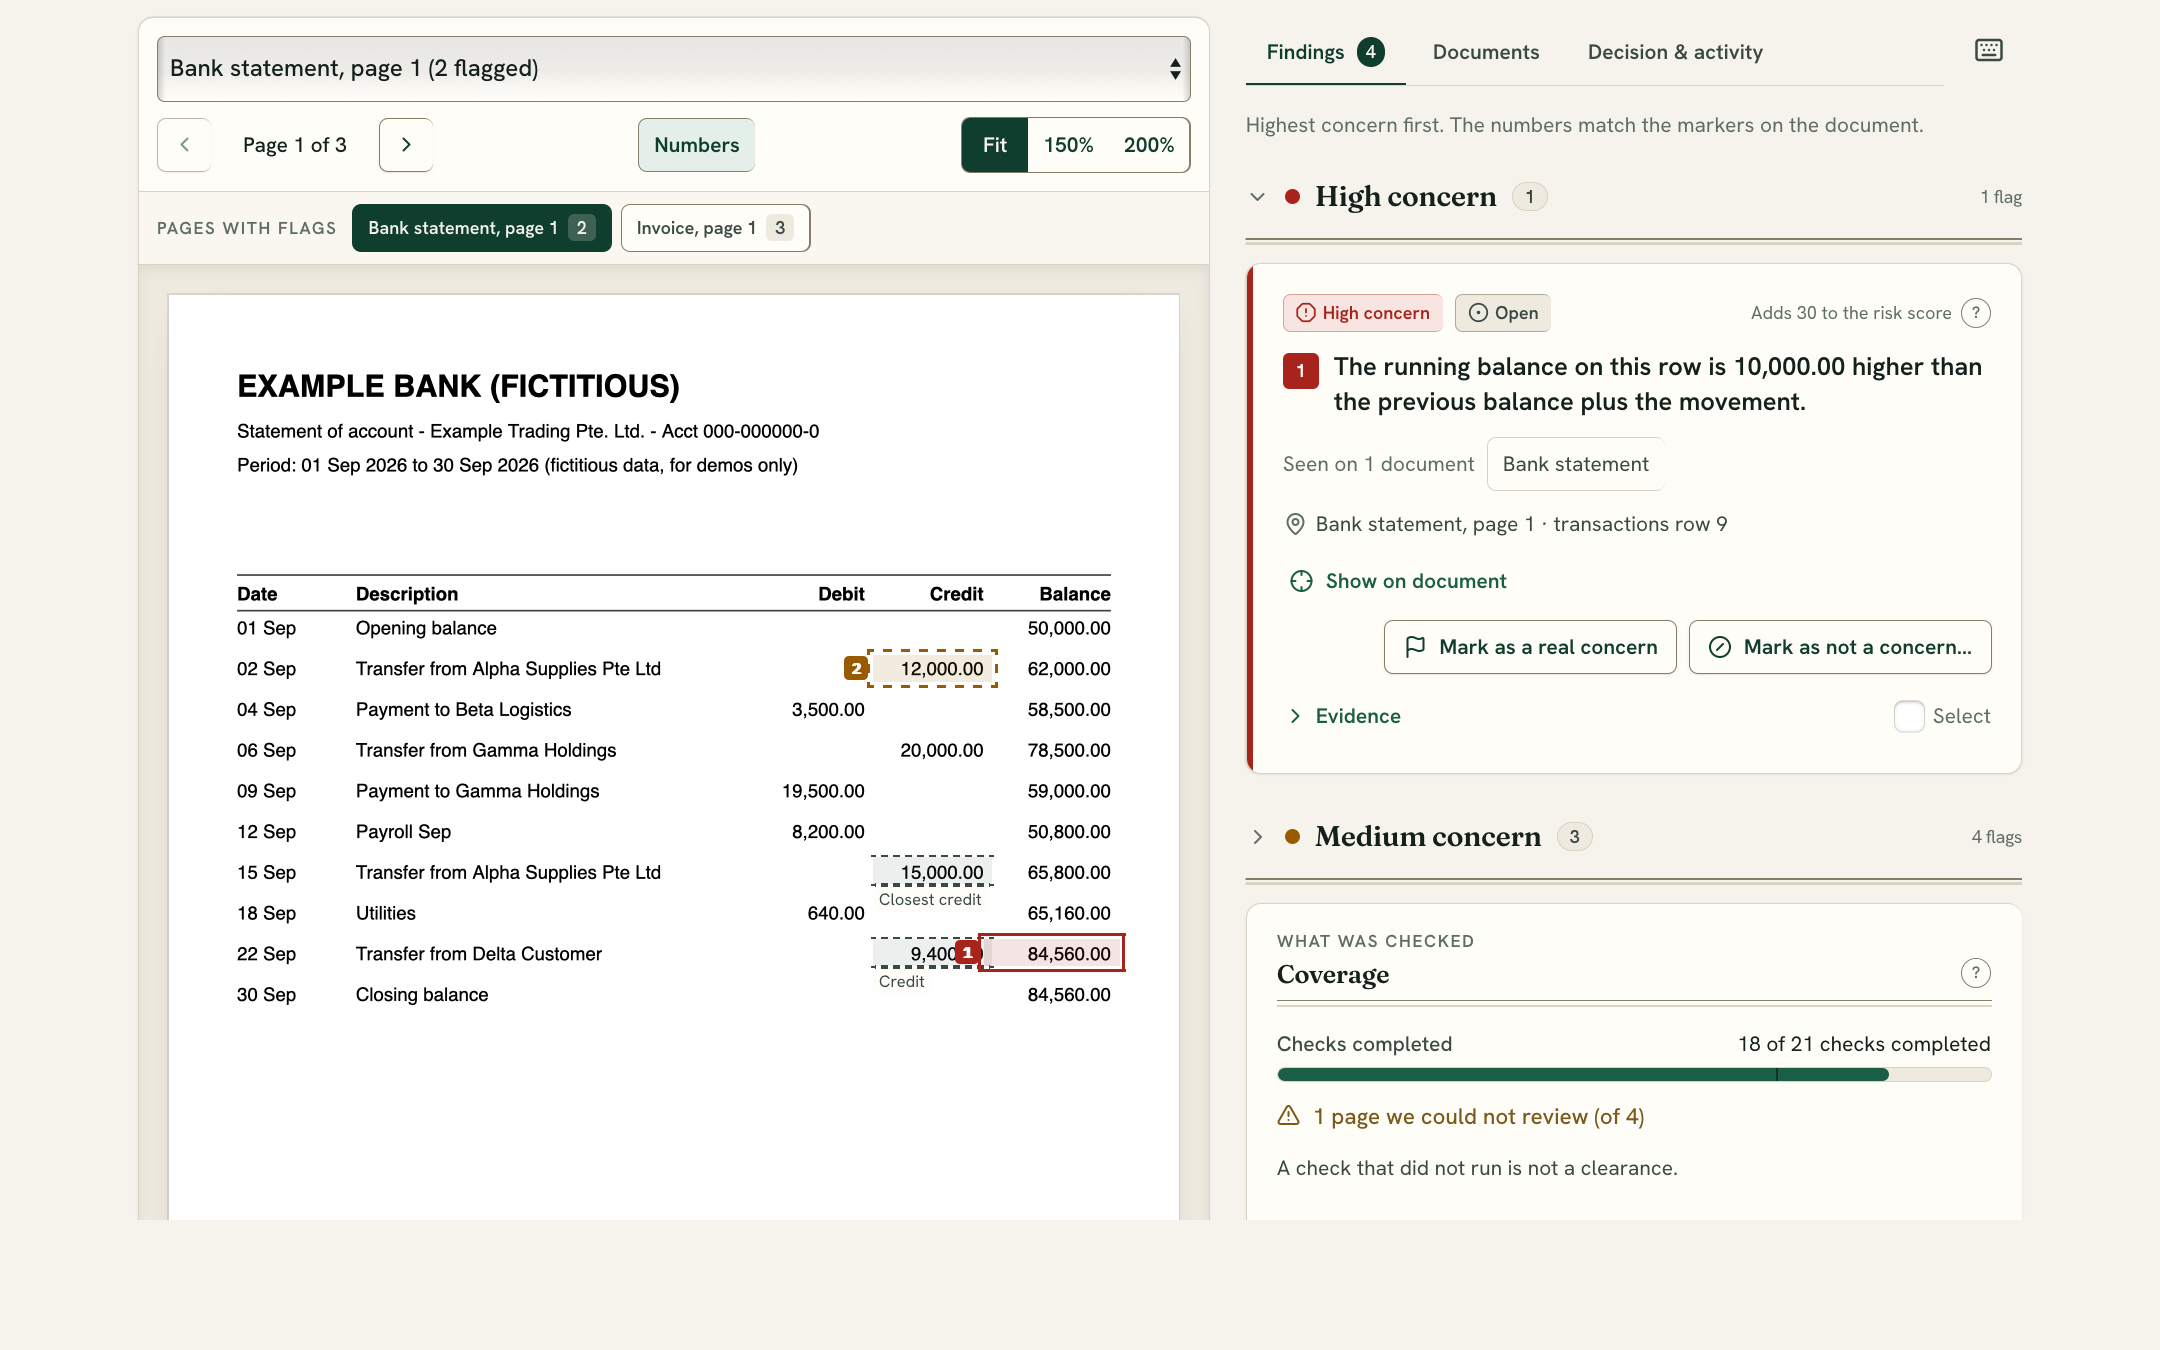 Bank statement, page 1 (2 flagged)
Page 1 of 3
Numbers
Fit 150% 200%
PAGES WITH FLAGS Bank statement, page 1 2 Invoice, page 1 3
EXAMPLE BANK (FICTITIOUS)
Statement of account - Example Trading Pte. Ltd. - Acct 000-000000-0
Period: 01 Sep 2026 to 30 Sep 2026 (fictitious data, for demos only)
Date Description Debit Credit Balance
01 Sep Opening balance 50,000.00
02 Sep Transfer from Alpha Supplies Pte Ltd 2 12,000.00 62,000.00
04 Sep Payment to Beta Logistics 3,500.00 58,500.00
06 Sep Transfer from Gamma Holdings 20,000.00 78,500.00
09 Sep Payment to Gamma Holdings 19,500.00 59,000.00
12 Sep Payroll Sep 8,200.00 50,800.00
15 Sep Transfer from Alpha Supplies Pte Ltd 15,000.00 65,800.00
Closest credit
18 Sep Utilities 640.00 65,160.00
22 Sep Transfer from Delta Customer 1 84,560.00
Credit
30 Sep Closing balance 84,560.00
Findings 4 Documents Decision & activity
Highest concern first. The numbers match the markers on the document.
High concern 1 1 flag
High concern Open Adds 30 to the risk score ?
1 The running balance on this row is 10,000.00 higher than
the previous balance plus the movement.
Seen on 1 document Bank statement
Bank statement, page 1 · transactions row 9
Show on document
Mark as a real concern Mark as not a concern...
Evidence Select
Medium concern 3 4 flags
WHAT WAS CHECKED
Coverage ?
Checks completed 18 of 21 checks completed
1 page we could not review (of 4)
A check that did not run is not a clearance.